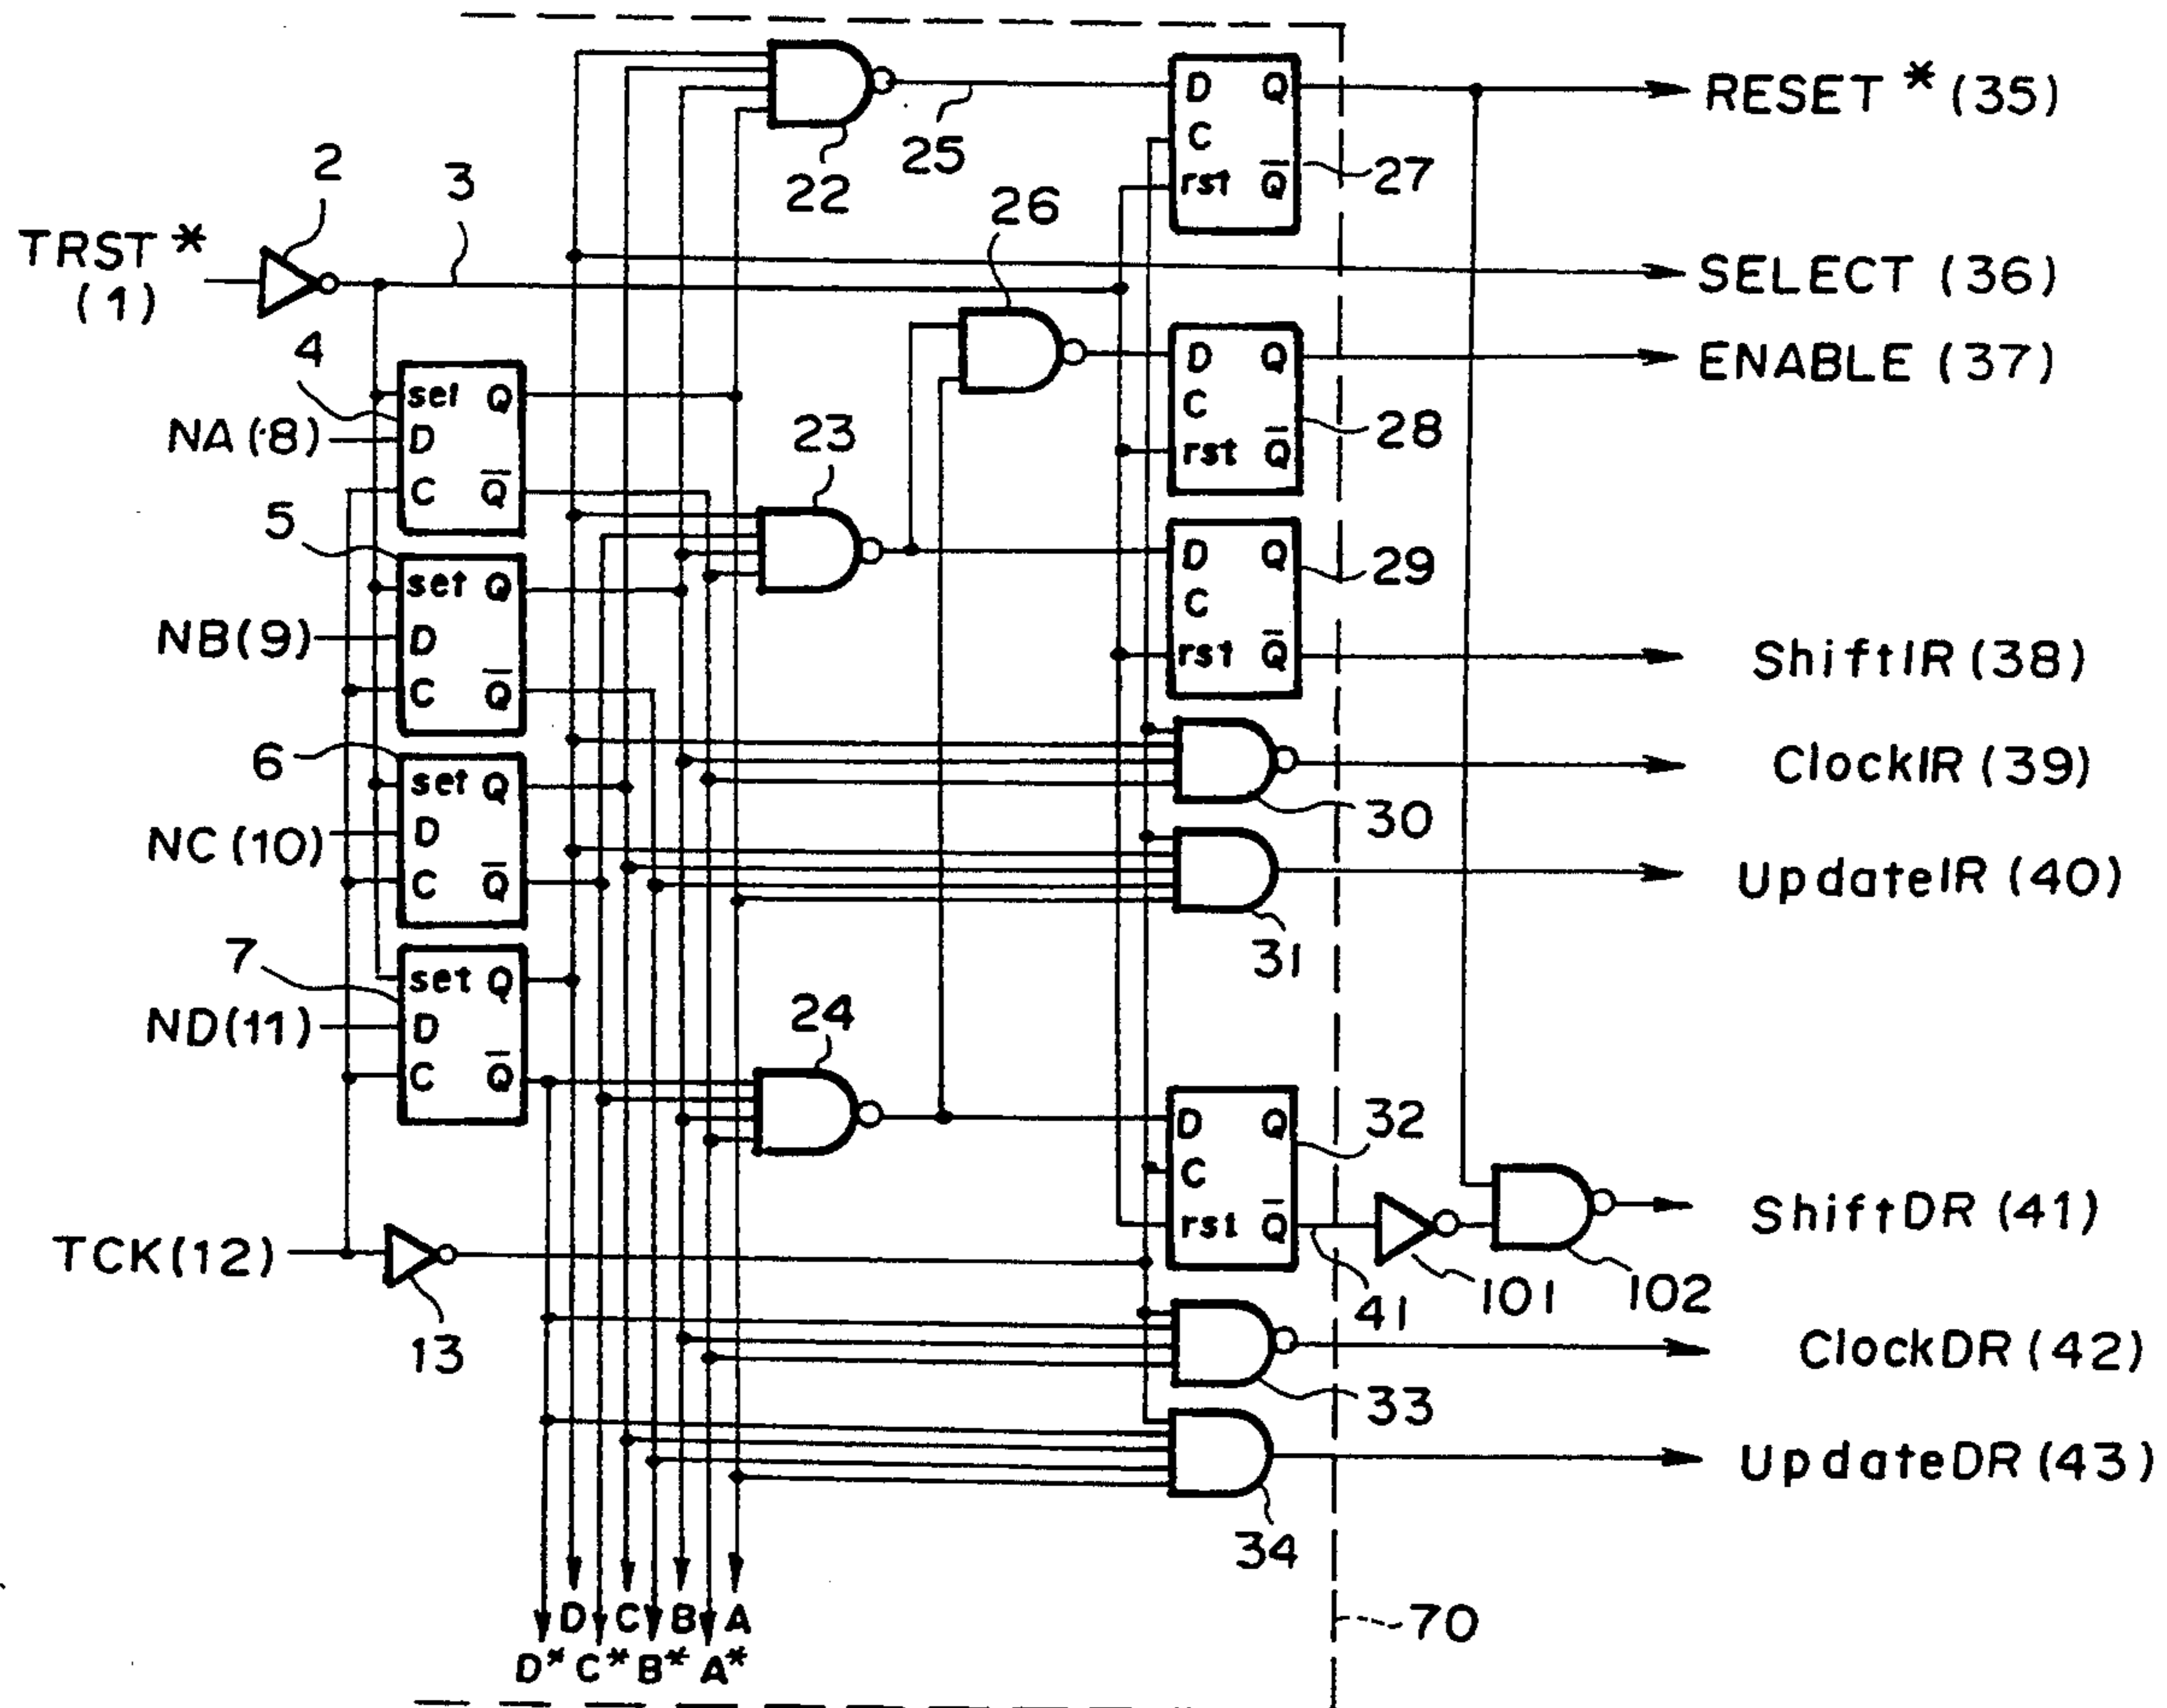 D Q
C
rst Q̅
RESET * (35)
27
22
25
2
3
26
TRST *
(1)
SELECT (36)
4
set Q
D
C Q̅
NA(8)
23
D Q
C
rst Q̅
ENABLE (37)
28
5
set Q
D
C Q̅
NB(9)
D Q
C
rst Q̅
29
ShiftIR (38)
6
set Q
D
C Q̅
NC(10)
ClockIR (39)
30
UpdateIR (40)
31
7
set Q
D
C Q̅
ND(11)
24
D Q
C
rst Q̅
32
TCK(12)
13
41
101
102
ShiftDR (41)
ClockDR (42)
33
UpdateDR (43)
34
D C B A
D* C* B* A*
70